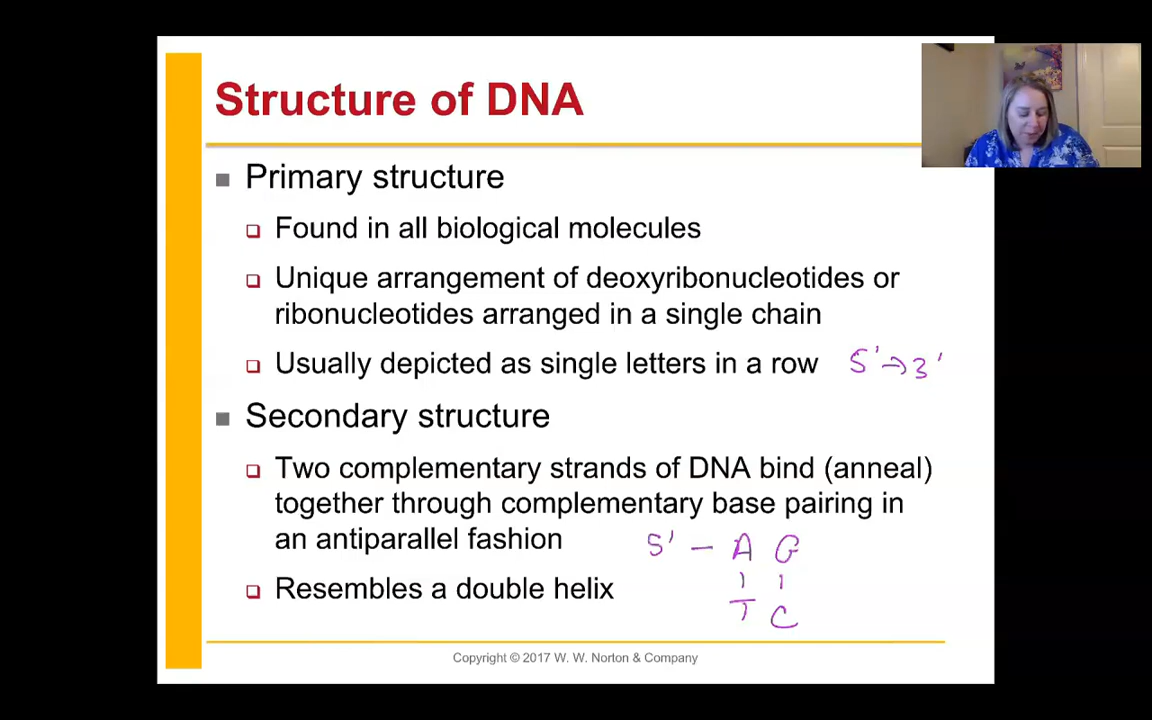 Structure of DNA
Primary structure
Found in all biological molecules
Unique arrangement of deoxyribonucleotides or
ribonucleotides arranged in a single chain
Usually depicted as single letters in a row 5' → 3'
Secondary structure
Two complementary strands of DNA bind (anneal)
together through complementary base pairing in
an antiparallel fashion 5' – A G
Resembles a double helix T C
Copyright © 2017 W. W. Norton & Company